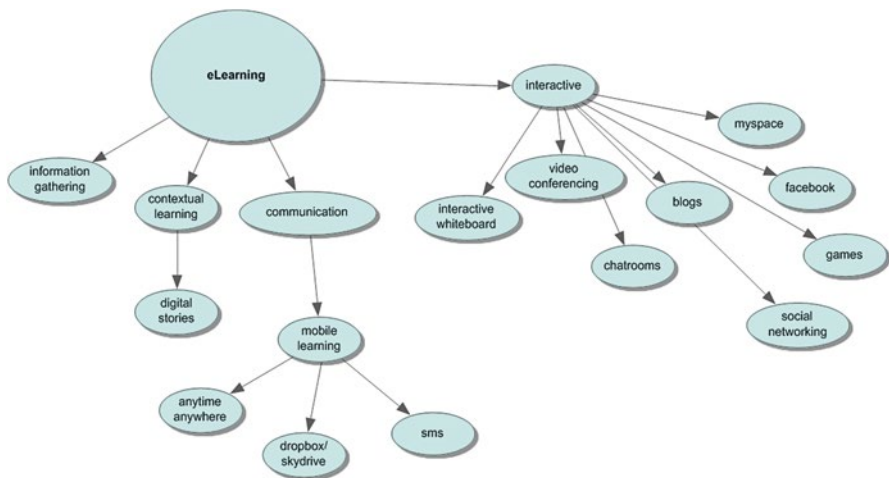 eLearning
interactive
myspace
information
gathering
contextual
learning
communication
interactive
whiteboard
video
conferencing
blogs
facebook
chatrooms
games
digital
stories
mobile
learning
social
networking
anytime
anywhere
dropbox/
skydrive
sms